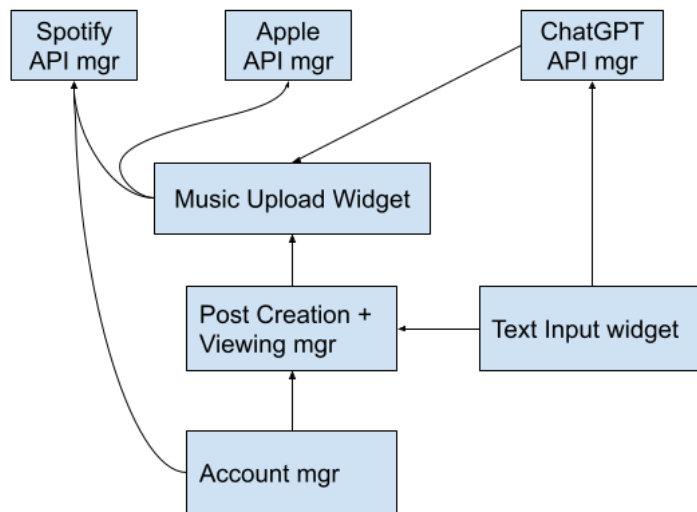 Spotify
API mgr
Apple
API mgr
ChatGPT
API mgr
Music Upload Widget
Post Creation +
Viewing mgr
Text Input widget
Account mgr